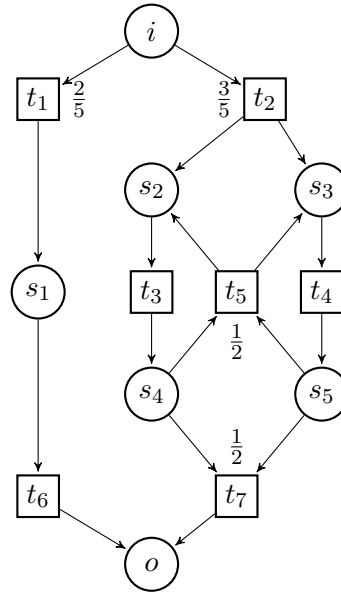 i
t₁ 2/5 3/5 t₂
s₂ s₃
s₁ t₃ t₅ t₄
1/2
s₄ s₅
1/2
t₆ t₇
o